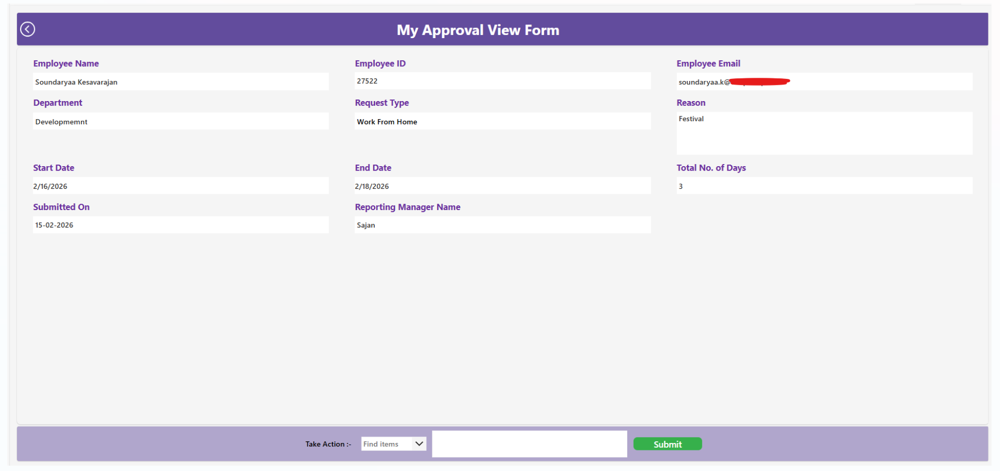 My Approval View Form
Employee Name
Employee ID
Employee Email
Soundaryaa Kesavarajan
27522
soundaryaa.k@
Department
Request Type
Reason
Developmemnt
Work From Home
Festival
Start Date
End Date
Total No. of Days
2/16/2026
2/18/2026
3
Submitted On
Reporting Manager Name
15-02-2026
Sajan
Take Action :-
Find items
Submit